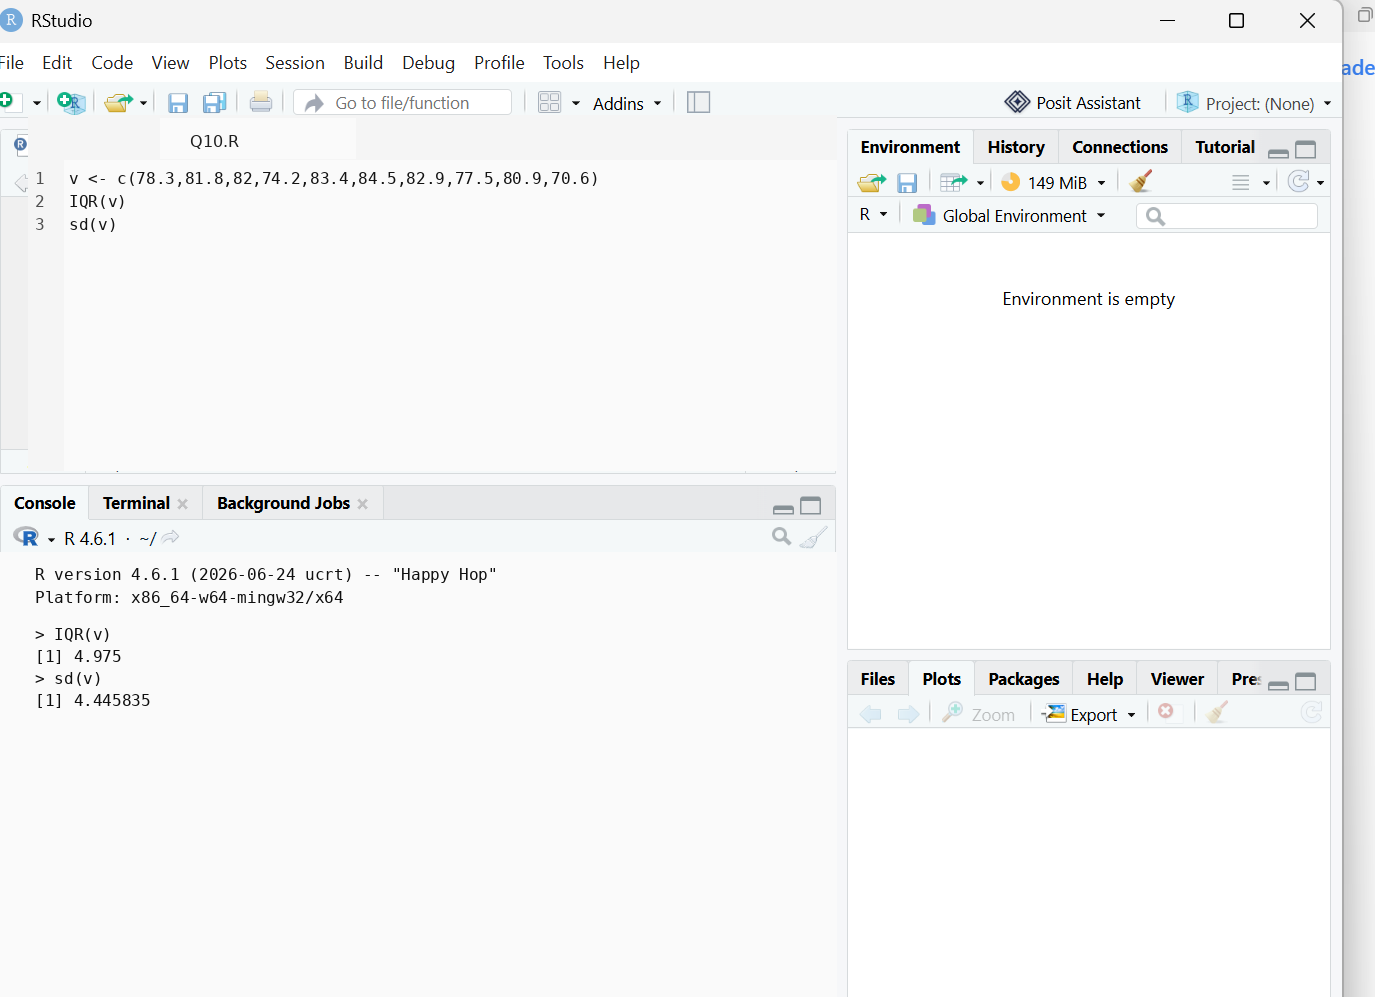 R RStudio
File Edit Code View Plots Session Build Debug Profile Tools Help
ade
Go to file/function Addins Posit Assistant Project: (None)
Q10.R
1 v <- c(78.3,81.8,82,74.2,83.4,84.5,82.9,77.5,80.9,70.6)
2 IQR(v)
3 sd(v)
Environment History Connections Tutorial
149 MiB
R Global Environment
Environment is empty
Console Terminal Background Jobs
R R 4.6.1 · ~/
R version 4.6.1 (2026-06-24 ucrt) -- "Happy Hop"
Platform: x86_64-w64-mingw32/x64
> IQR(v)
[1] 4.975
> sd(v)
[1] 4.445835
Files Plots Packages Help Viewer Pres
Zoom Export